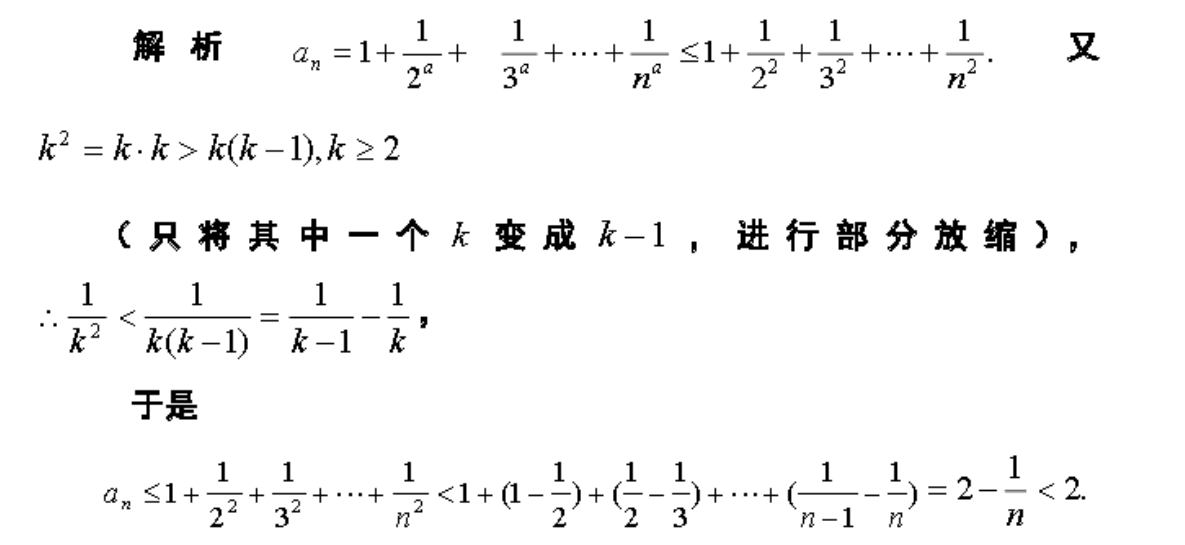 解析 $a_n = 1+\frac{1}{2^a}+\frac{1}{3^a}+\cdots+\frac{1}{n^a} \leq 1+\frac{1}{2^2}+\frac{1}{3^2}+\cdots+\frac{1}{n^2}.$ 又
$k^2 = k \cdot k > k(k-1), k \geq 2$
（只将其中一个 $k$ 变成 $k-1$，进行部分放缩），
$\therefore \frac{1}{k^2} < \frac{1}{k(k-1)} = \frac{1}{k-1} - \frac{1}{k}$，
于是
$a_n \leq 1+\frac{1}{2^2}+\frac{1}{3^2}+\cdots+\frac{1}{n^2} < 1+(1-\frac{1}{2})+(\frac{1}{2}-\frac{1}{3})+\cdots+(\frac{1}{n-1}-\frac{1}{n}) = 2-\frac{1}{n} < 2.$